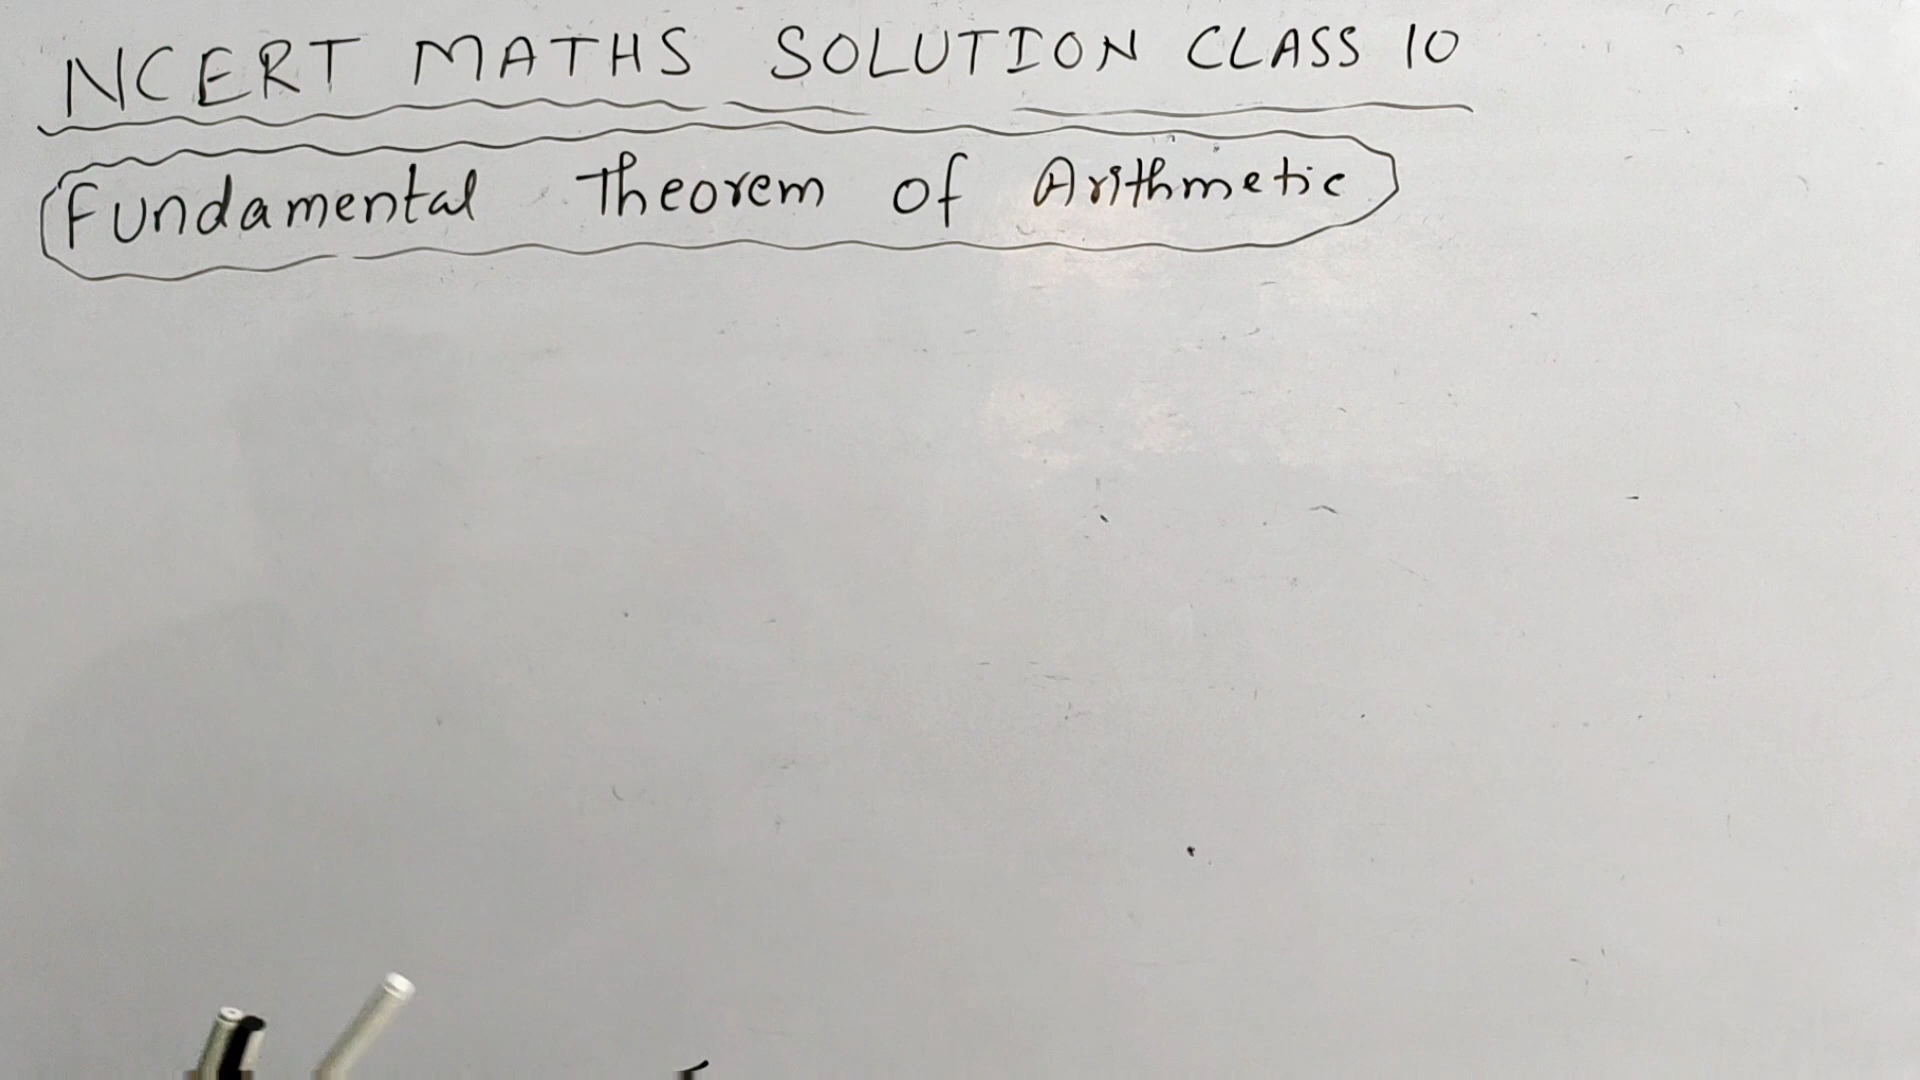 NCERT MATHS SOLUTION CLASS 10
Fundamental Theorem of Arithmetic